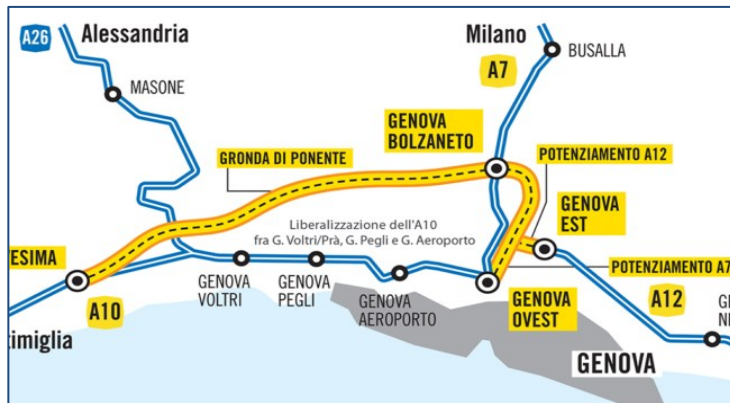 A26
Alessandria
Milano
BUSALLA
A7
MASONE
GENOVA
BOLZANETO
POTENZIAMENTO A12
GRONDA DI PONENTE
GENOVA
EST
Liberalizzazione dell'A10
fra G. Voltri/Prà, G. Pegli e G. Aeroporto
ESIMA
POTENZIAMENTO A7
GENOVA
VOLTRI
GENOVA
PEGLI
GENOVA
AEROPORTO
GENOVA
OVEST
A10
A12
GE
NE
timiglia
GENOVA